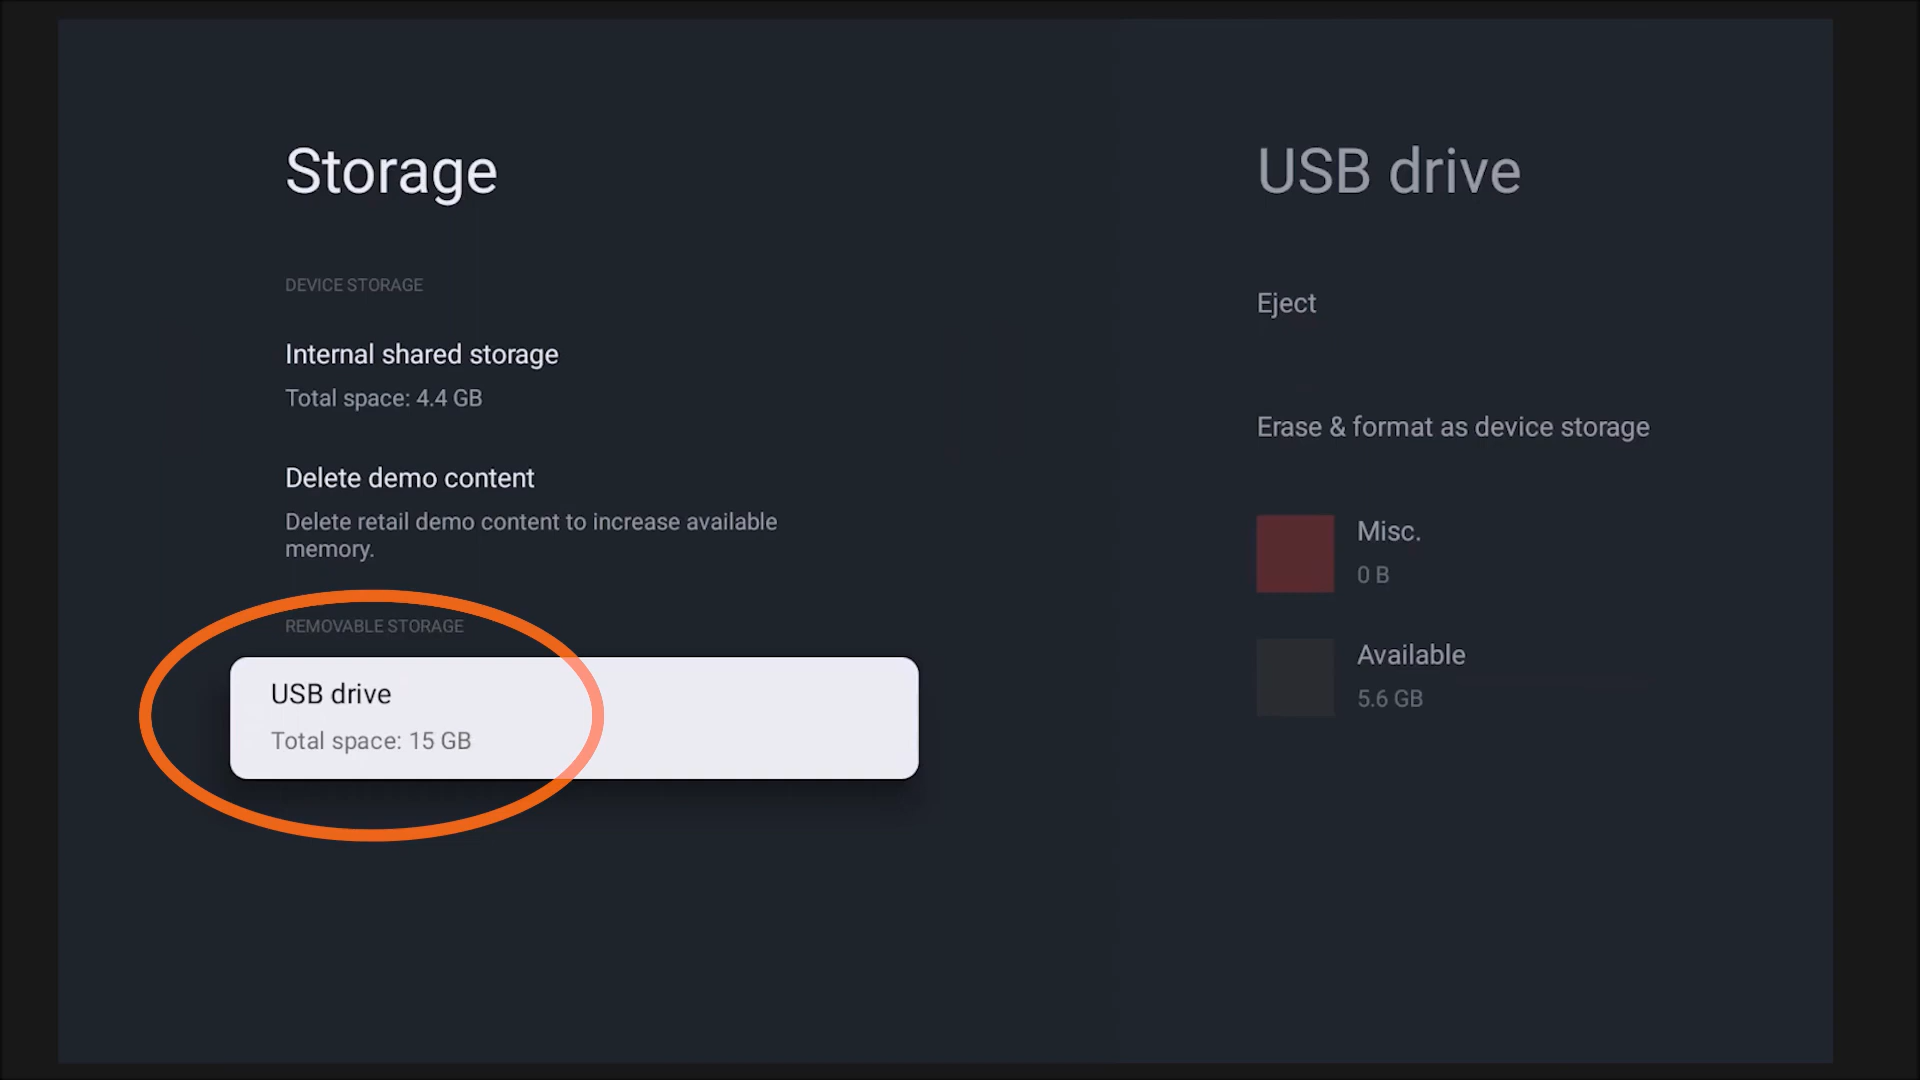 Storage
DEVICE STORAGE
Internal shared storage
Total space: 4.4 GB
Delete demo content
Delete retail demo content to increase available
memory.
REMOVABLE STORAGE
USB drive
Total space: 15 GB
USB drive
Eject
Erase & format as device storage
Misc.
0 B
Available
5.6 GB